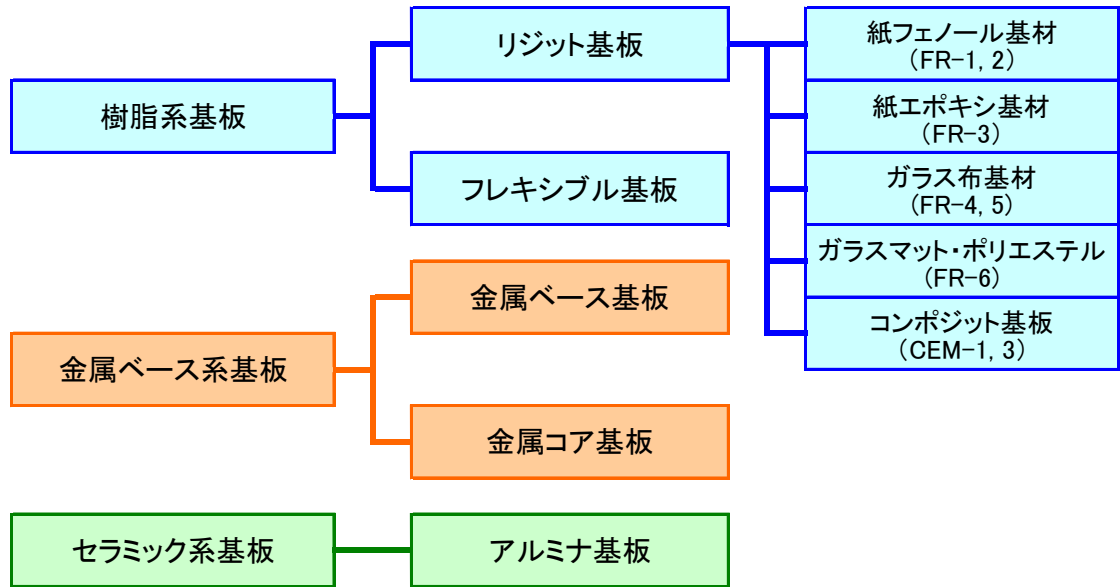 樹脂系基板
リジット基板
フレキシブル基板
紙フェノール基材
(FR-1, 2)
紙エポキシ基材
(FR-3)
ガラス布基材
(FR-4, 5)
ガラスマット・ポリエステル
(FR-6)
コンポジット基板
(CEM-1, 3)
金属ベース系基板
金属ベース基板
金属コア基板
セラミック系基板
アルミナ基板